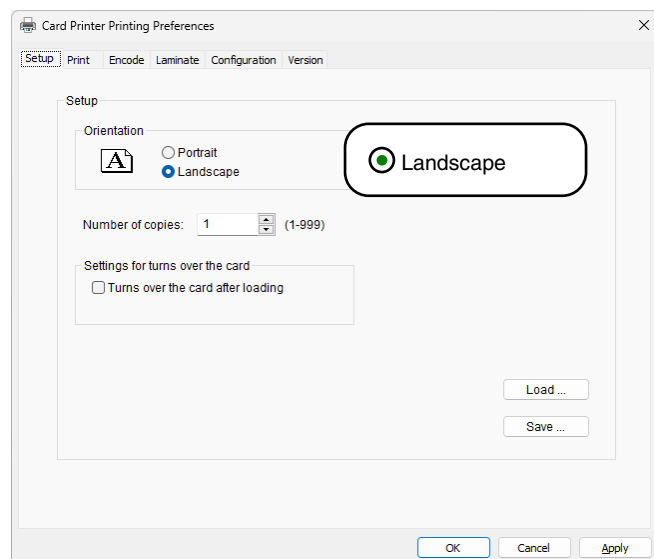 Card Printer Printing Preferences
Setup Print Encode Laminate Configuration Version
Setup
Orientation
A
Portrait
Landscape
Landscape
Number of copies: 1 (1-999)
Settings for turns over the card
Turns over the card after loading
Load ...
Save ...
OK Cancel Apply